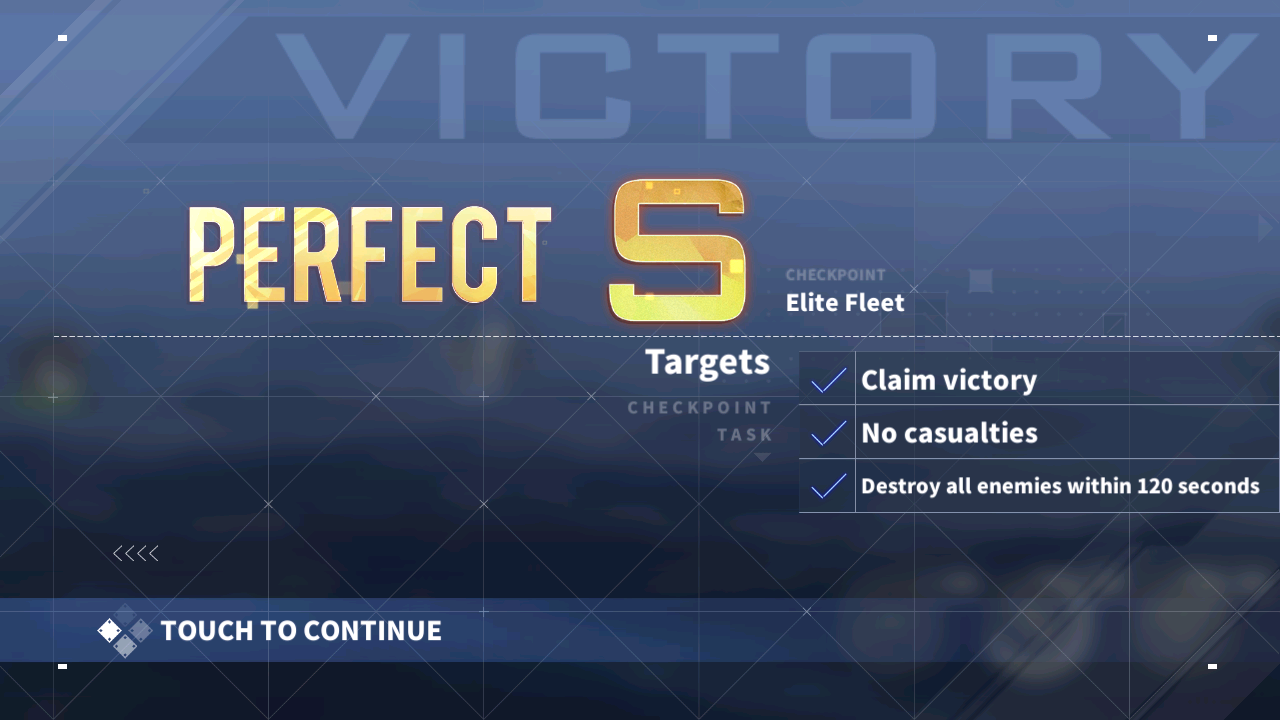 VICTORY
PERFECT S
CHECKPOINT
Elite Fleet
Targets
CHECKPOINT
TASK
Claim victory
No casualties
Destroy all enemies within 120 seconds
TOUCH TO CONTINUE